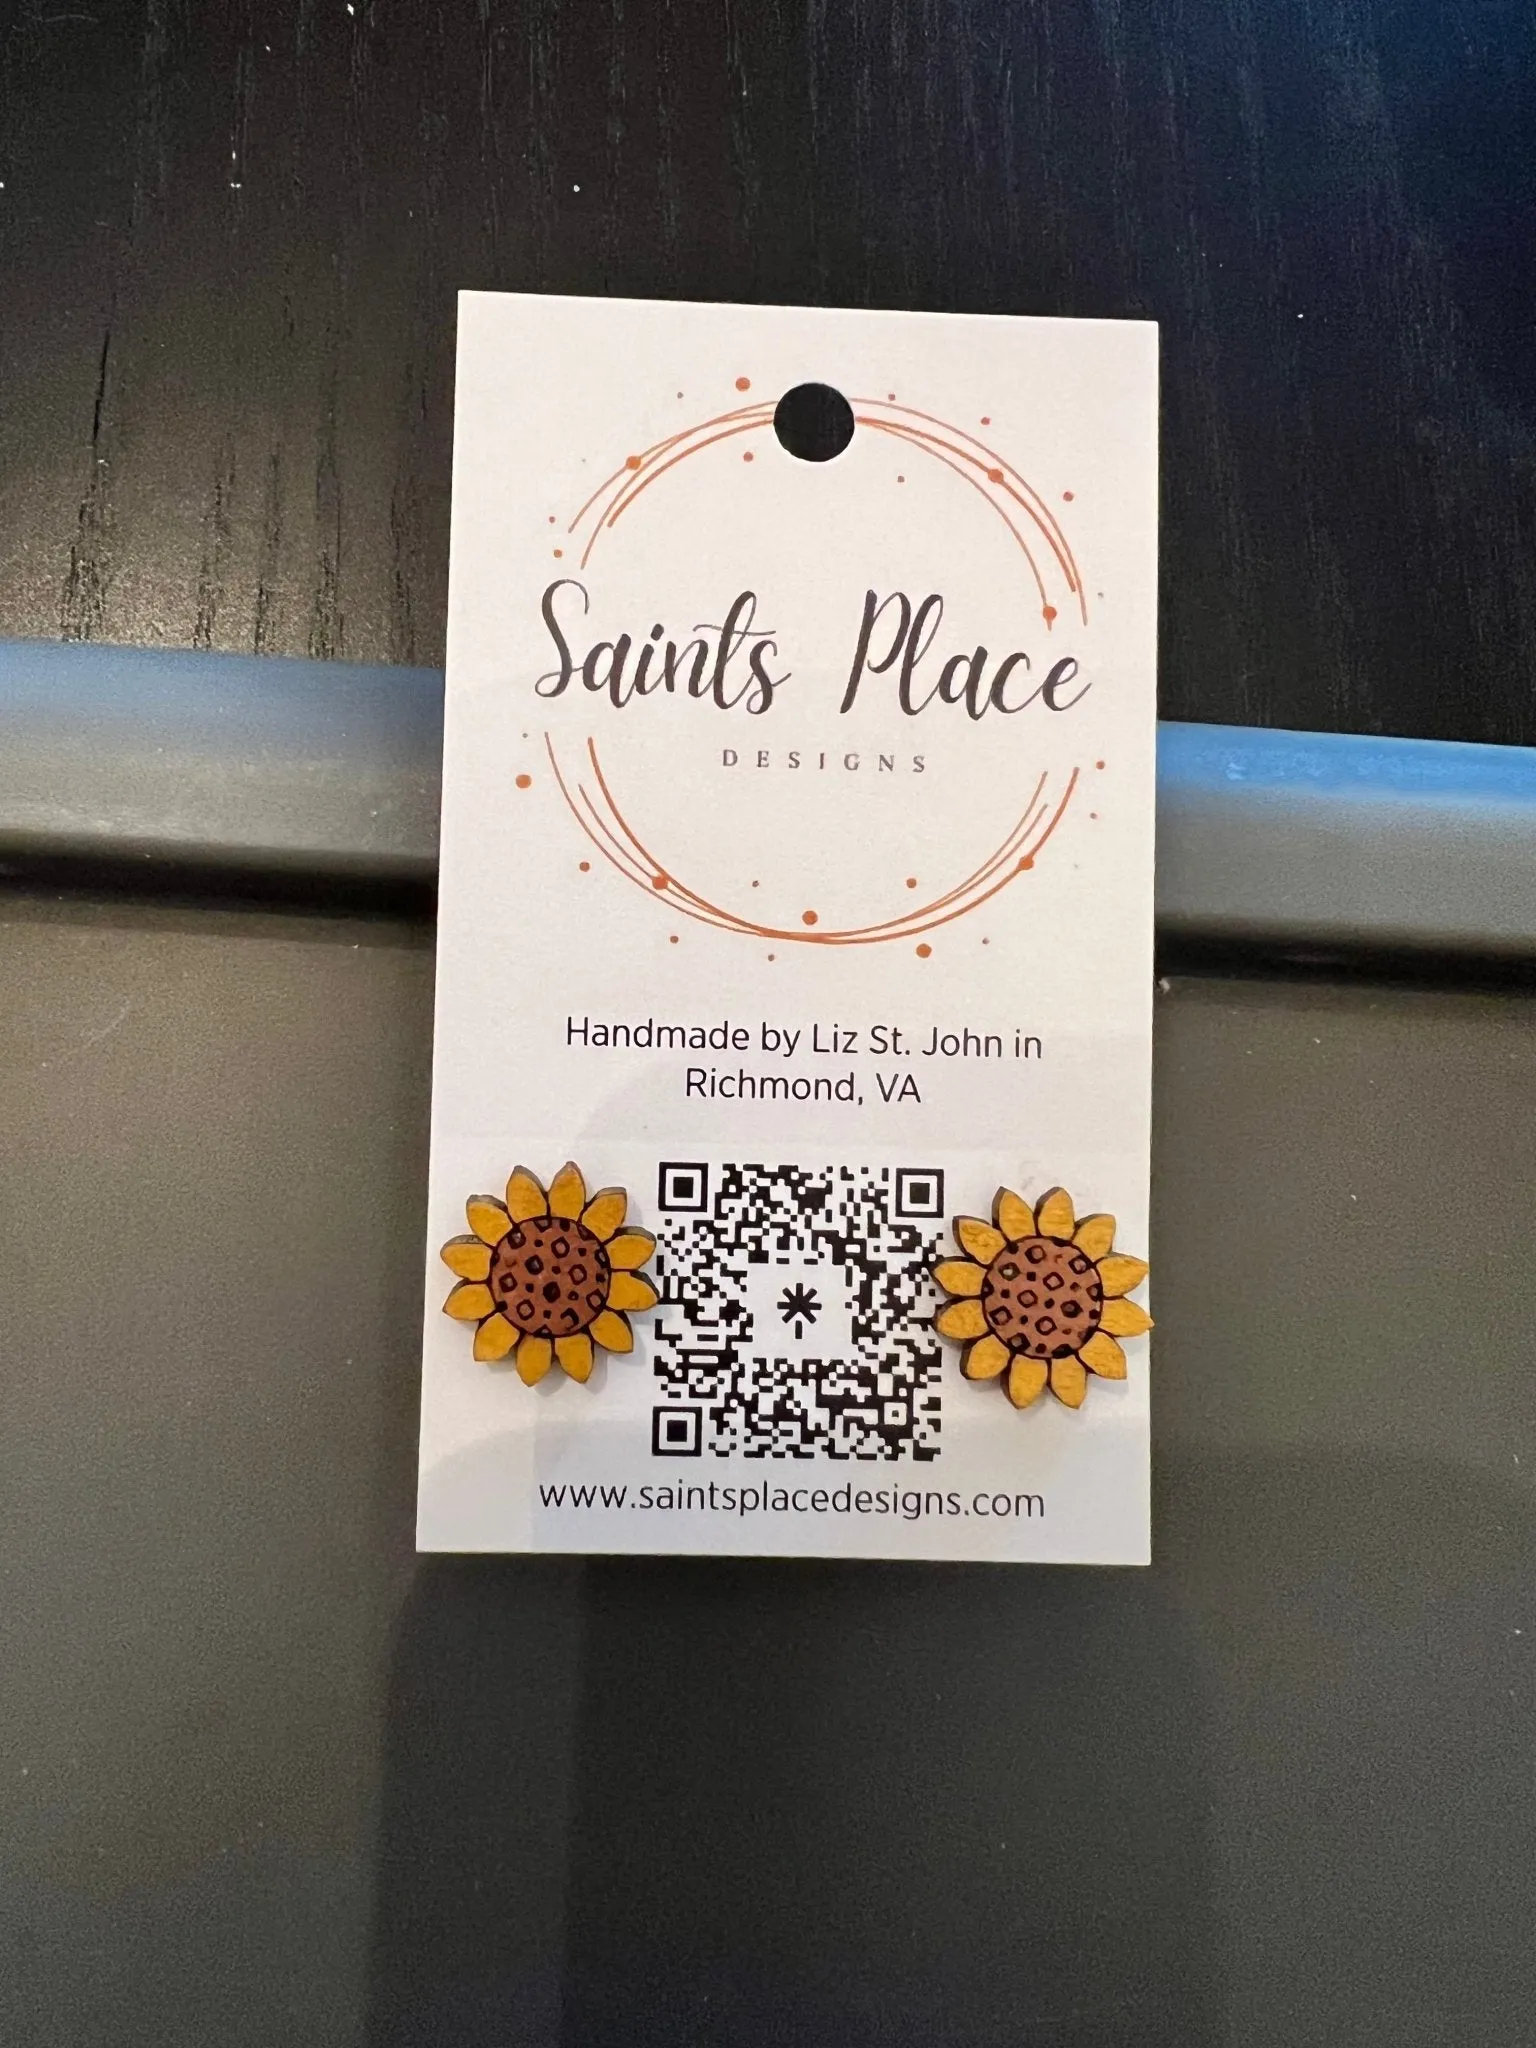 Saints Place
DESIGNS
Handmade by Liz St. John in
Richmond, VA
www.saintsplacedesigns.com